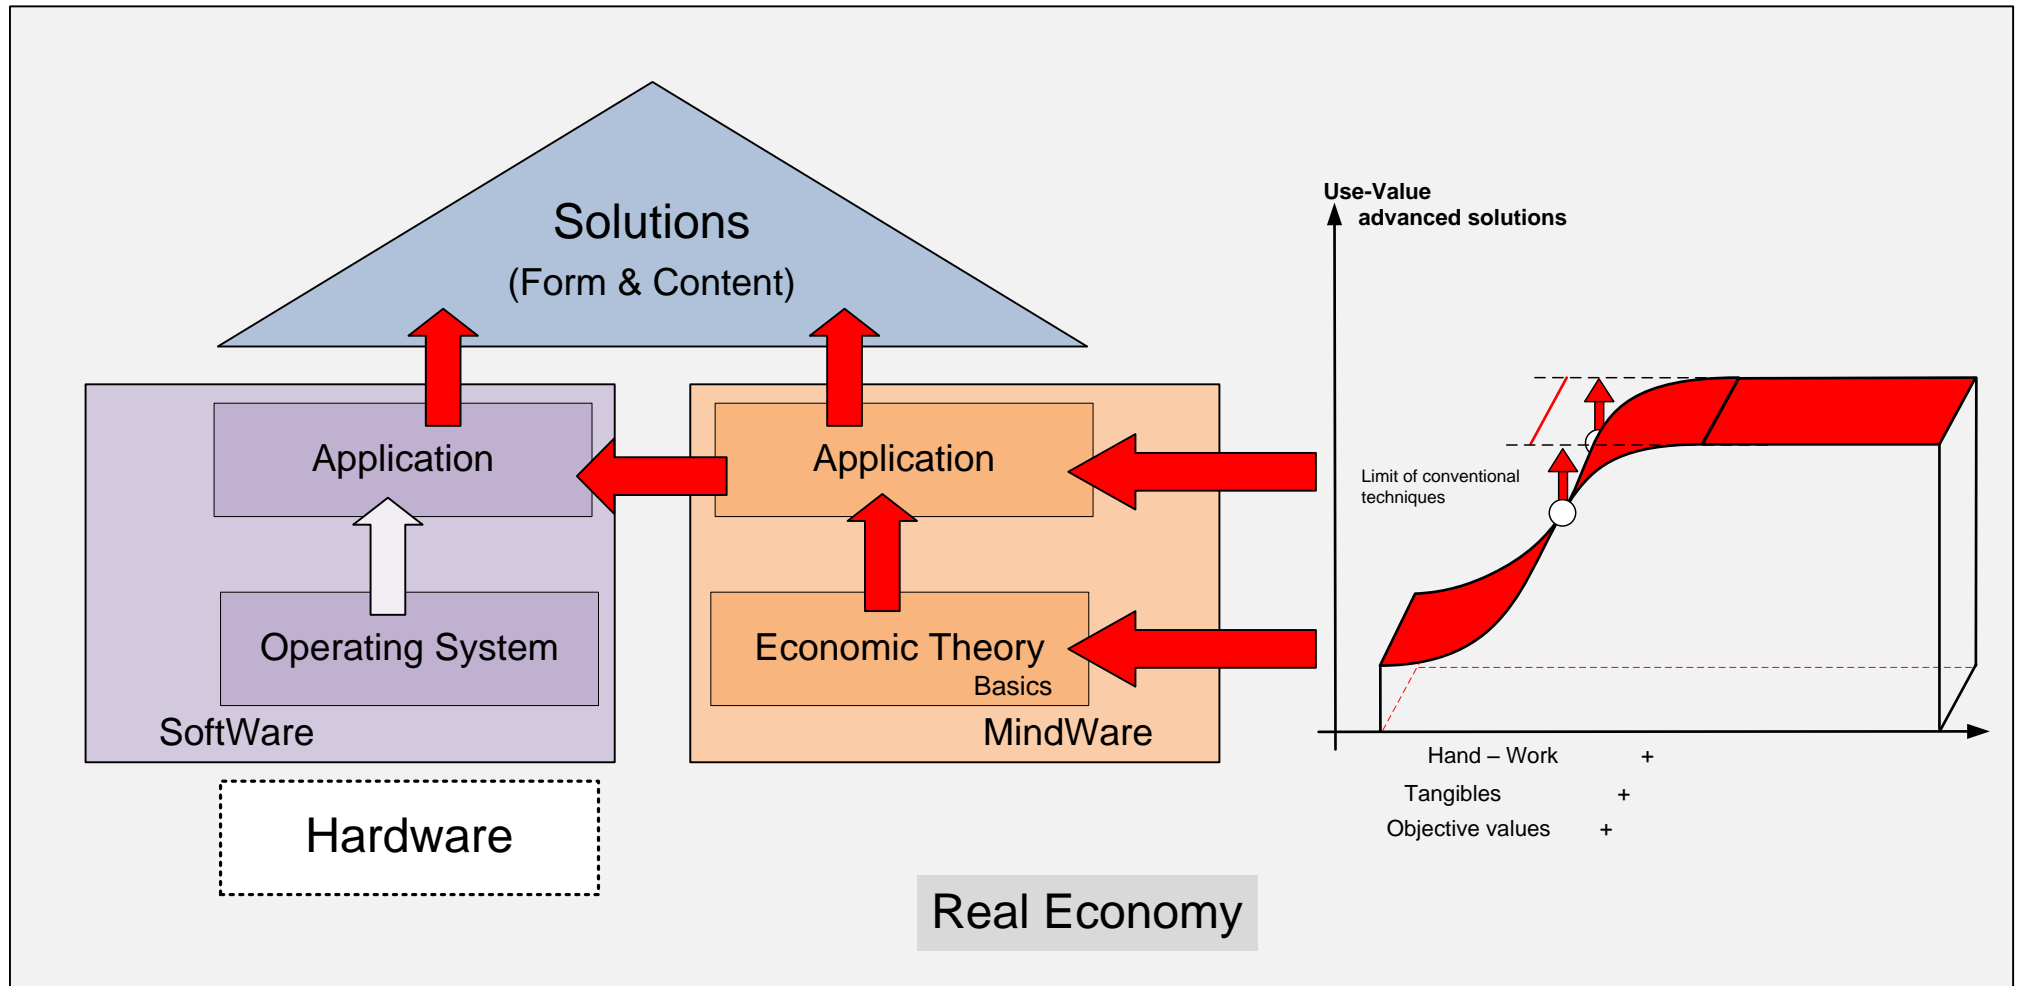 Solutions
(Form & Content)
Application
Operating System
SoftWare
Hardware
Application
Economic Theory
Basics
MindWare
Use-Value
advanced solutions
Limit of conventional
techniques
Hand – Work +
Tangibles +
Objective values +
Real Economy